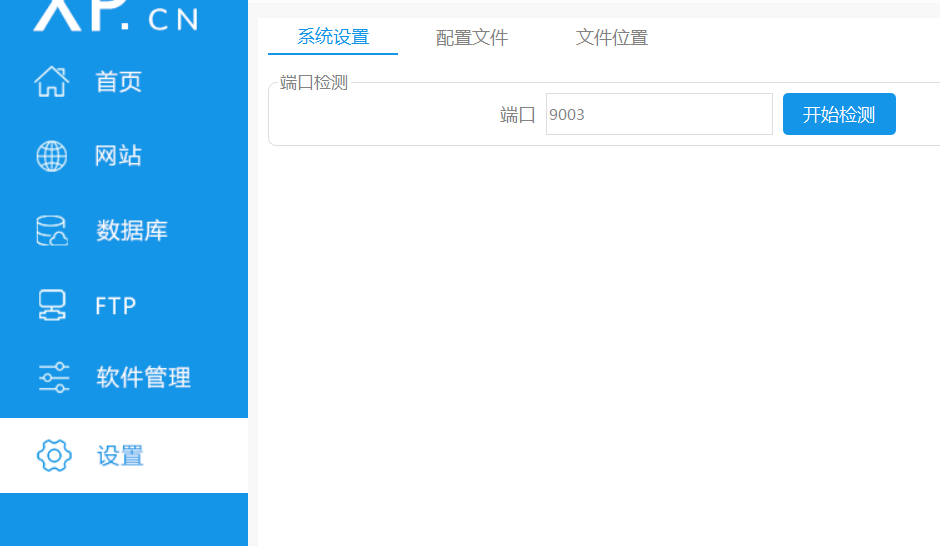 XP.CN
首页
网站
数据库
FTP
软件管理
设置
系统设置 配置文件 文件位置
端口检测
端口 9003 开始检测